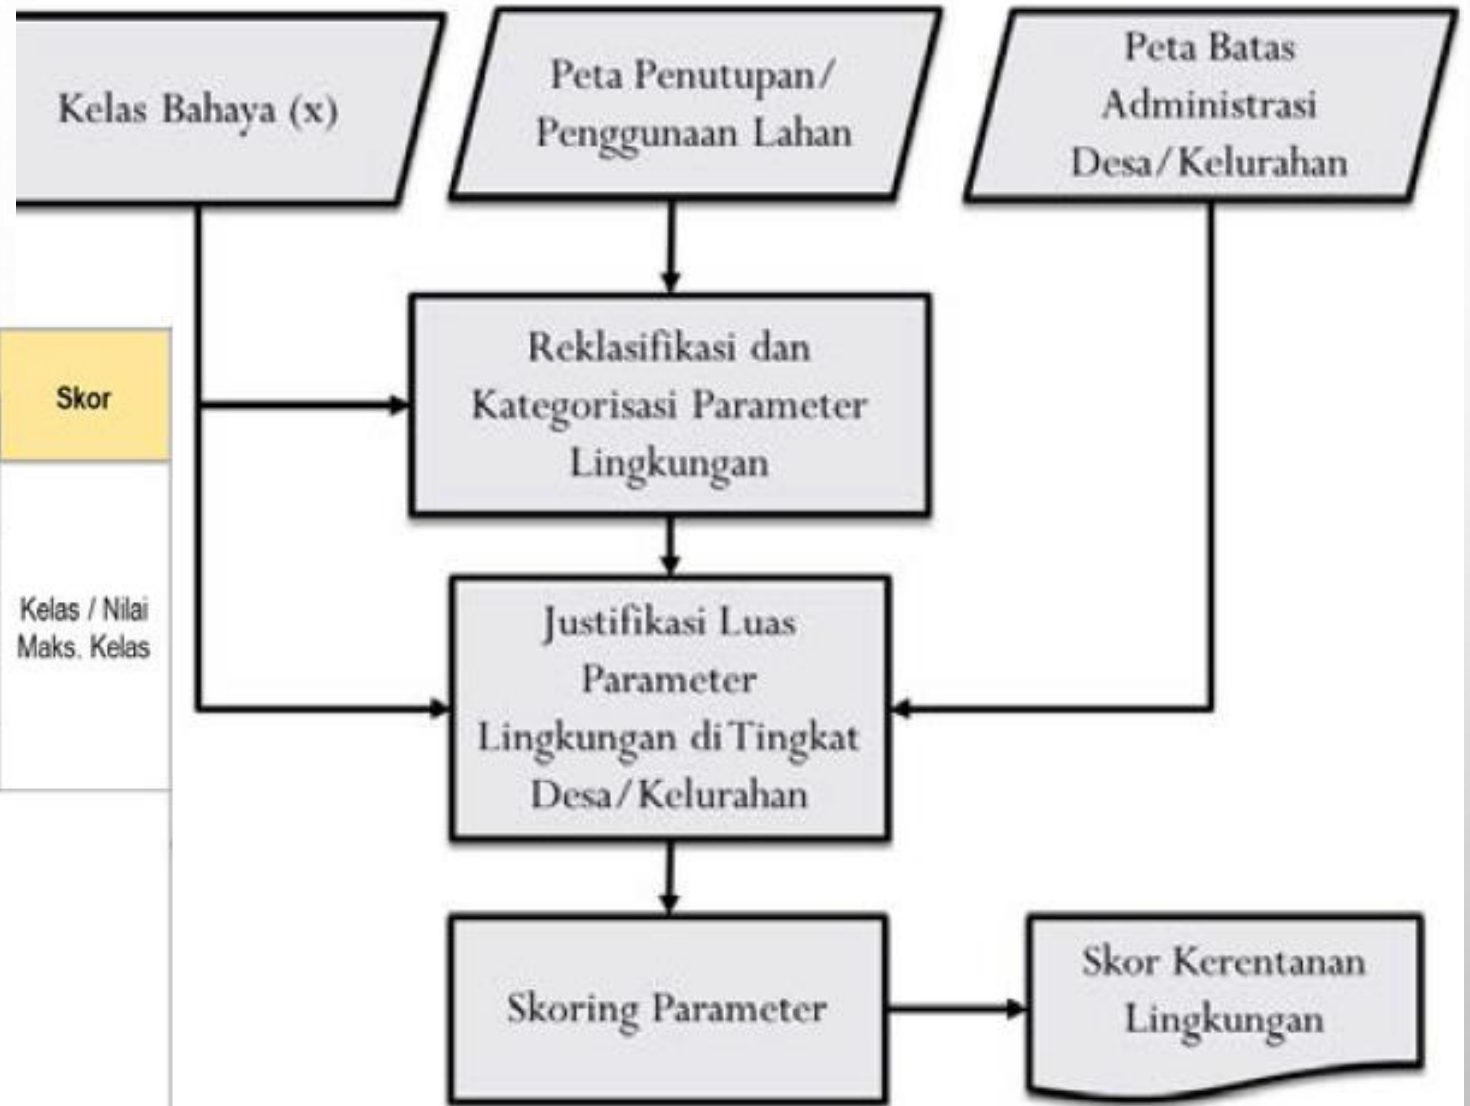 Kelas Bahaya (x)
Peta Penutupan/
Penggunaan Lahan
Peta Batas
Administrasi
Desa/Kelurahan
Reklasifikasi dan
Kategorisasi Parameter
Lingkungan
Skor
Kelas / Nilai
Maks. Kelas
Justifikasi Luas
Parameter
Lingkungan di Tingkat
Desa/Kelurahan
Skoring Parameter
Skor Kerentanan
Lingkungan